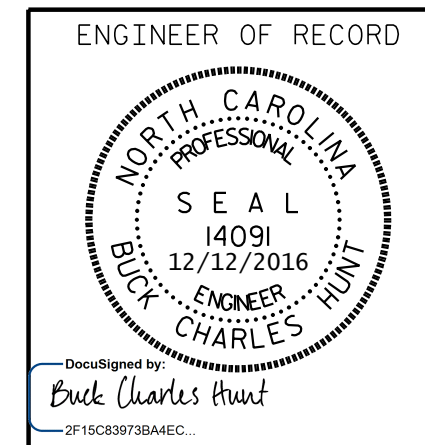 ENGINEER OF RECORD
NORTH CAROLINA
PROFESSIONAL
SEAL
14091
12/12/2016
ENGINEER
BUCK CHARLES HUNT
DocuSigned by:
Buck Charles Hunt
2F15C83973BA4EC...